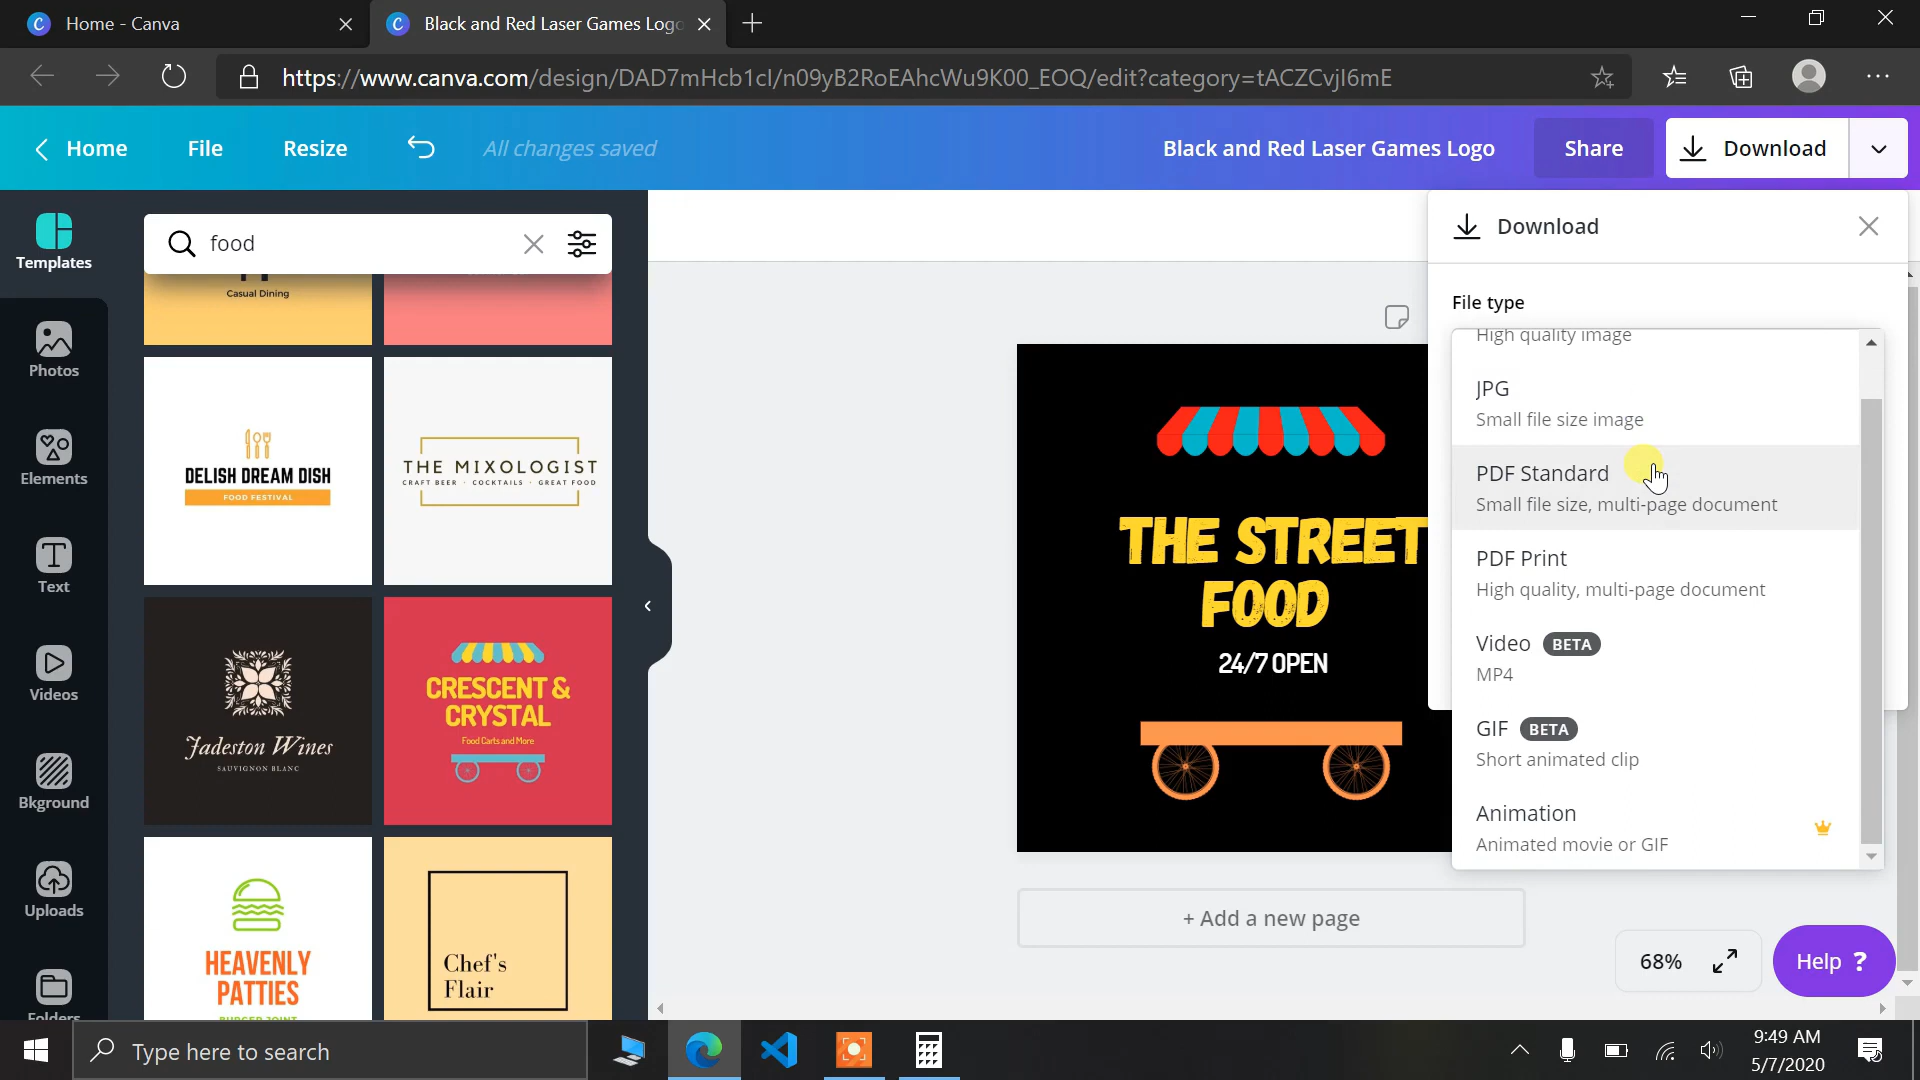 Home - Canva
Black and Red Laser Games Logo
https://www.canva.com/design/DAD7mHcb1cI/n09yB2RoEAhcWu9K00_EOQ/edit?category=tACZCvjI6mE
Home
File
Resize
All changes saved
Black and Red Laser Games Logo
Share
Download
Templates
Photos
Elements
Text
Videos
Bkground
Uploads
Folders
food
Casual Dining
DELISH DREAM DISH
FOOD FESTIVAL
THE MIXOLOGIST
CRAFT BEER · COCKTAILS · GREAT FOOD
Jadeston Wines
SAUVIGNON BLANC
CRESCENT &
CRYSTAL
Food Carts and More
HEAVENLY
PATTIES
BURGER JOINT
Chef's
Flair
THE STREET
FOOD
24/7 OPEN
+ Add a new page
Download
File type
High quality image
JPG
Small file size image
PDF Standard
Small file size, multi-page document
PDF Print
High quality, multi-page document
Video BETA
MP4
GIF BETA
Short animated clip
Animation
Animated movie or GIF
68%
Help ?
Type here to search
9:49 AM
5/7/2020